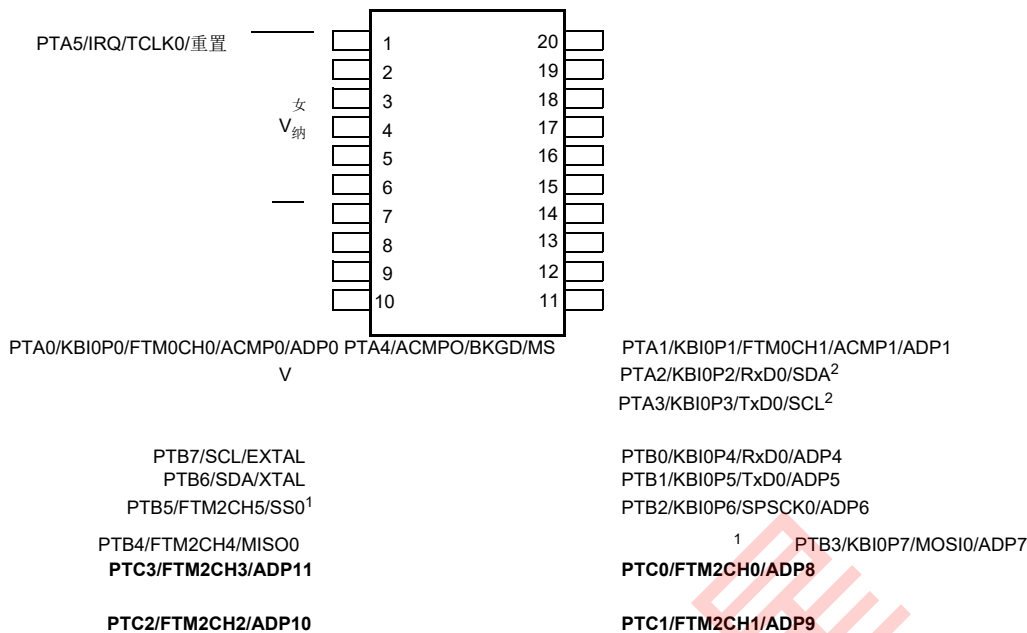 PTA5/IRQ/TCLK0/重置
1 20
2 19
女 3 18
V纳 4 17
5 16
6 15
7 14
8 13
9 12
10 11
PTA0/KBI0P0/FTM0CH0/ACMP0/ADP0 PTA4/ACMPO/BKGD/MS PTA1/KBI0P1/FTM0CH1/ACMP1/ADP1
V PTA2/KBI0P2/RxD0/SDA2
PTA3/KBI0P3/TxD0/SCL2
PTB7/SCL/EXTAL PTB0/KBI0P4/RxD0/ADP4
PTB6/SDA/XTAL PTB1/KBI0P5/TxD0/ADP5
PTB5/FTM2CH5/SS01 PTB2/KBI0P6/SPSCK0/ADP6
PTB4/FTM2CH4/MISO0 1 PTB3/KBI0P7/MOSI0/ADP7
PTC3/FTM2CH3/ADP11 PTC0/FTM2CH0/ADP8
PTC2/FTM2CH2/ADP10 PTC1/FTM2CH1/ADP9